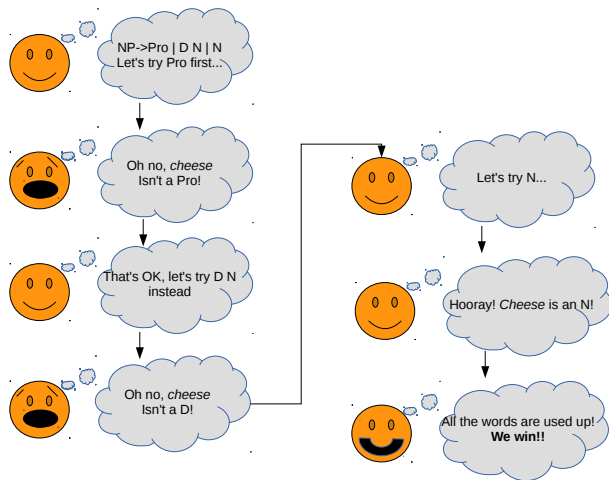 NP->Pro | D N | N
Let's try Pro first...
Oh no, cheese
Isn't a Pro!
That's OK, let's try D N
instead
Oh no, cheese
Isn't a D!
Let's try N...
Hooray! Cheese is an N!
All the words are used up!
We win!!